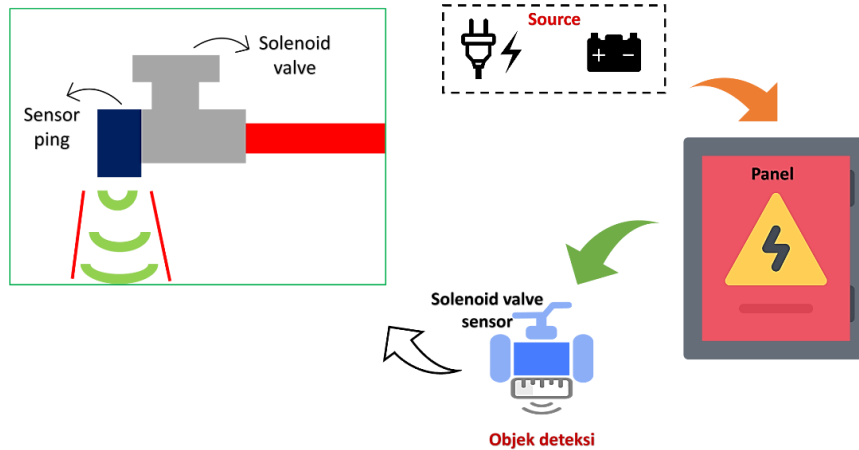 Solenoid
valve
Sensor
ping
Source
Panel
Solenoid valve
sensor
Objek deteksi